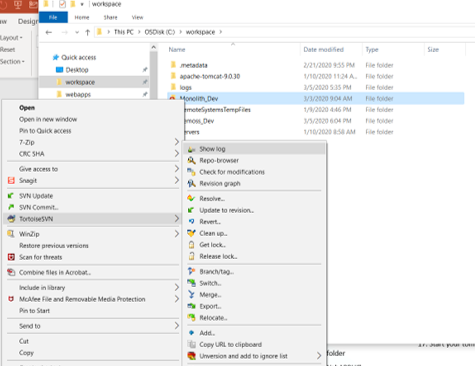 workspace
File
Home
Share
View
This PC
OSDisk (C:)
workspace
aw
Design
Layout
Reset
Section
Name
Date modified
Type
Size
Quick access
Desktop
workspace
webapps
.metadata
2/21/2020 9:55 PM
File folder
apache-tomcat-9.0.30
1/10/2020 11:24 A...
File folder
logs
3/5/2020 5:35 PM
File folder
Monolith_Dev
3/3/2020 9:04 AM
File folder
emoteSystemsTempFiles
1/9/2020 4:46 PM
File folder
emoss_Dev
3/5/2020 6:04 PM
File folder
ervers
1/10/2020 8:58 AM
File folder
Open
Open in new window
Pin to Quick access
7-Zip
CRC SHA
Give access to
Snagit
SVN Update
SVN Commit...
TortoiseSVN
WinZip
Restore previous versions
Scan for threats
Combine files in Acrobat...
Include in library
McAfee File and Removable Media Protection
Pin to Start
Send to
Cut
Copy
Show log
Repo-browser
Check for modifications
Revision graph
Resolve...
Update to revision...
Revert...
Clean up...
Get lock...
Release lock...
Branch/tag...
Switch...
Merge...
Export...
Relocate...
Add...
Copy URL to clipboard
Unversion and add to ignore list
17. Start your tom
folder